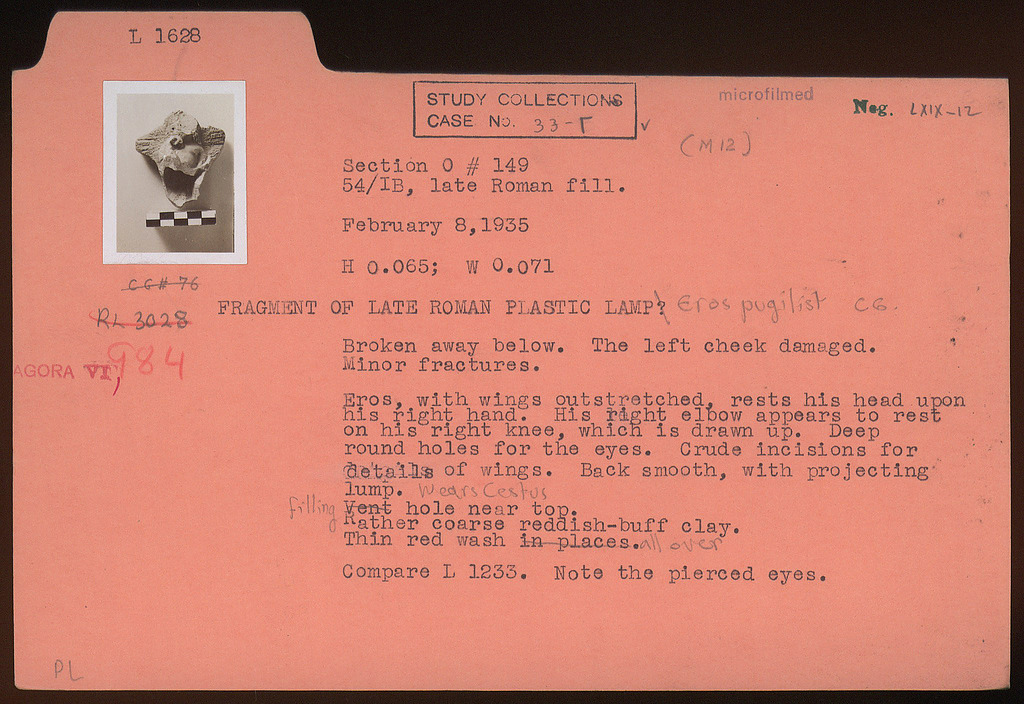 L 1628
STUDY COLLECTIONS
CASE No. 33-Γ
microfilmed
Neg. LXIX-12
(M 12)
Section O # 149
54/IB, late Roman fill.
February 8,1935
H 0.065;  W 0.071
CG# 76
FRAGMENT OF LATE ROMAN PLASTIC LAMP? Eros pugilist CG.
RL 3028
Broken away below.  The left cheek damaged.
Minor fractures.
AGORA VI, 984
Eros, with wings outstretched, rests his head upon
his right hand.  His right elbow appears to rest
on his right knee, which is drawn up.  Deep
round holes for the eyes.  Crude incisions for
details of wings.  Back smooth, with projecting
lump. Wears Cestus
filling Vent hole near top.
Rather coarse reddish-buff clay.
Thin red wash in places. all over
Compare L 1233.  Note the pierced eyes.
PL